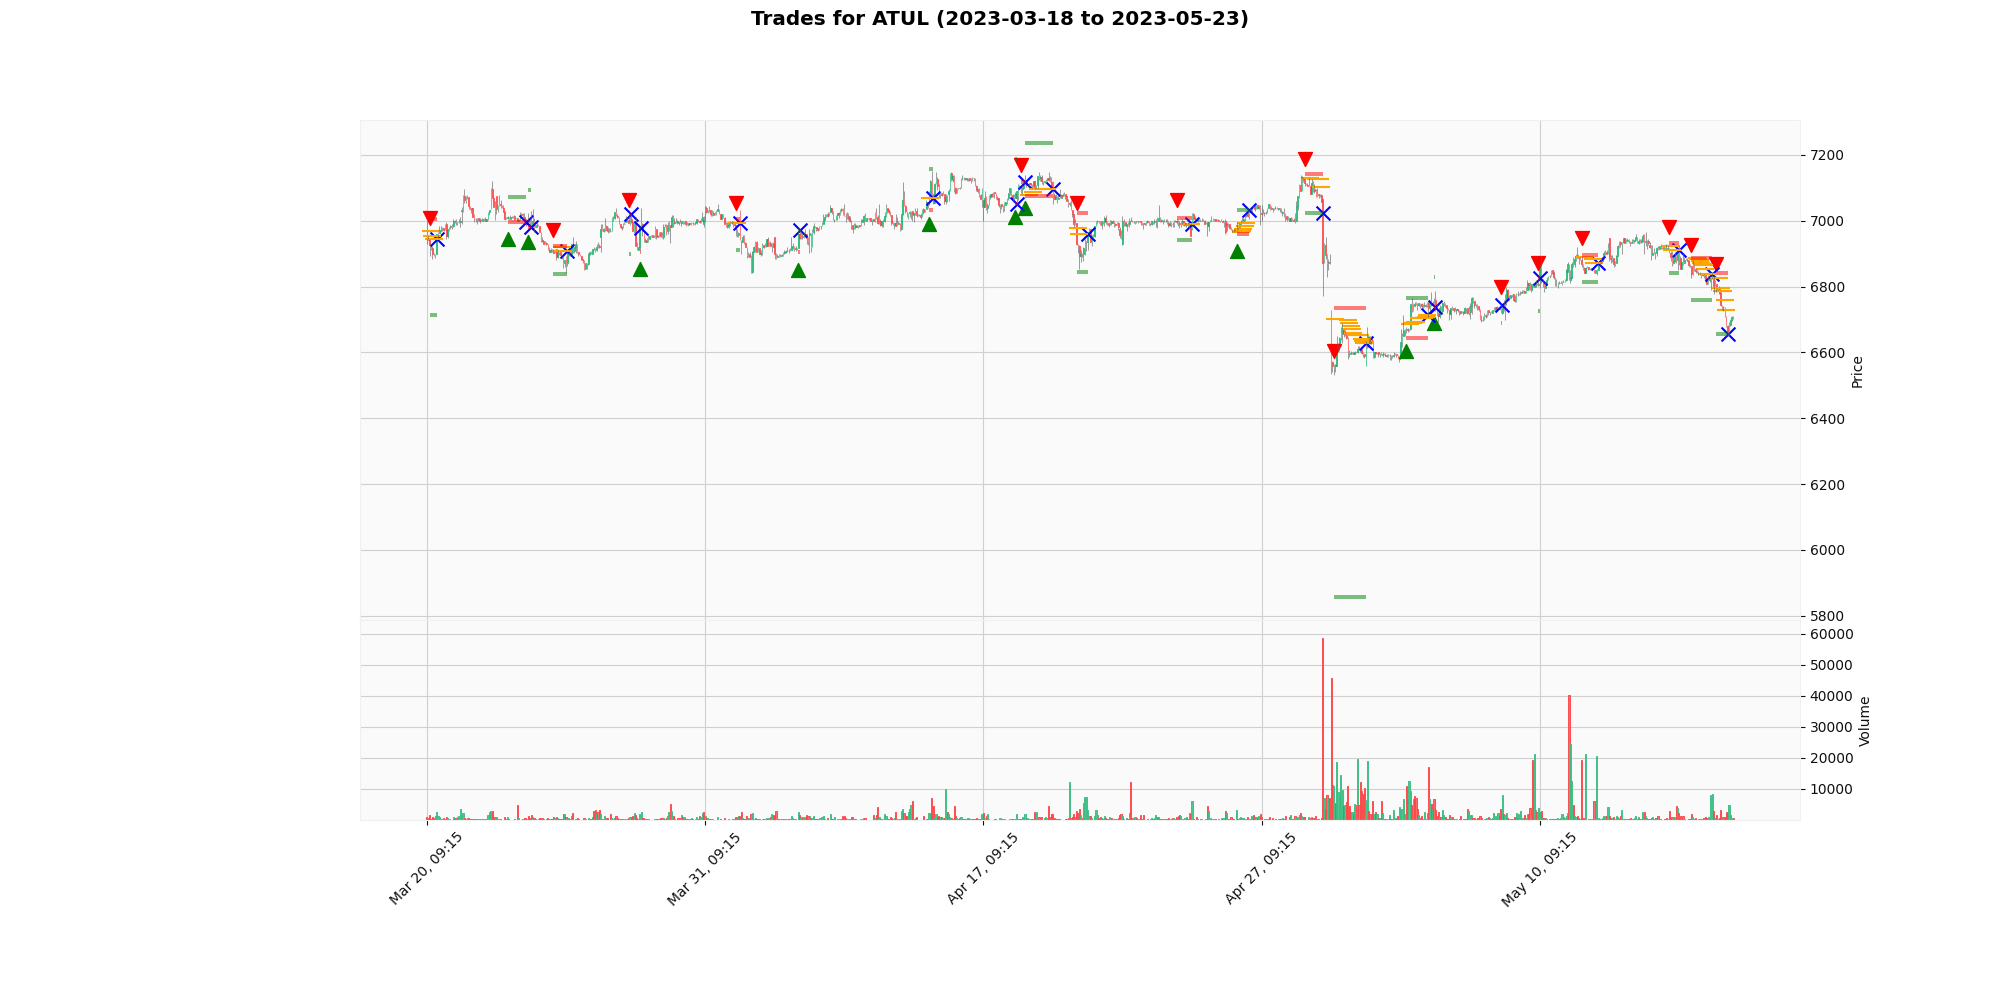 Trades for ATUL (2023-03-18 to 2023-05-23)
7200
7000
6800
6600
6400
6200
6000
5800
Price
60000
50000
40000
30000
20000
10000
Volume
Mar 20, 09:15
Mar 31, 09:15
Apr 17, 09:15
Apr 27, 09:15
May 10, 09:15